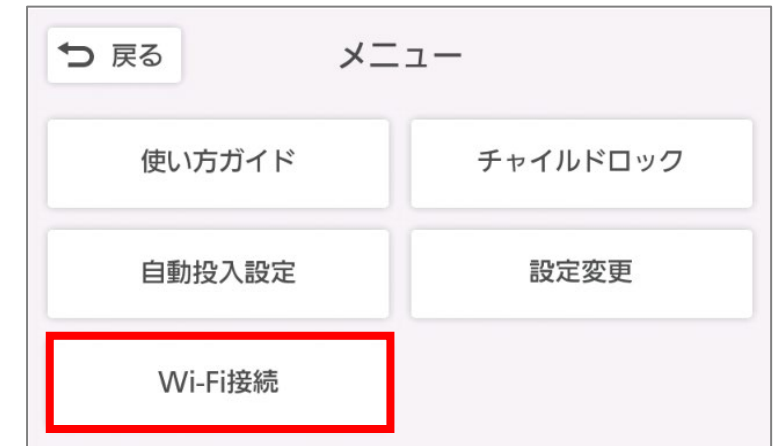 戻る
メニュー
使い方ガイド
チャイルドロック
自動投入設定
設定変更
Wi-Fi接続